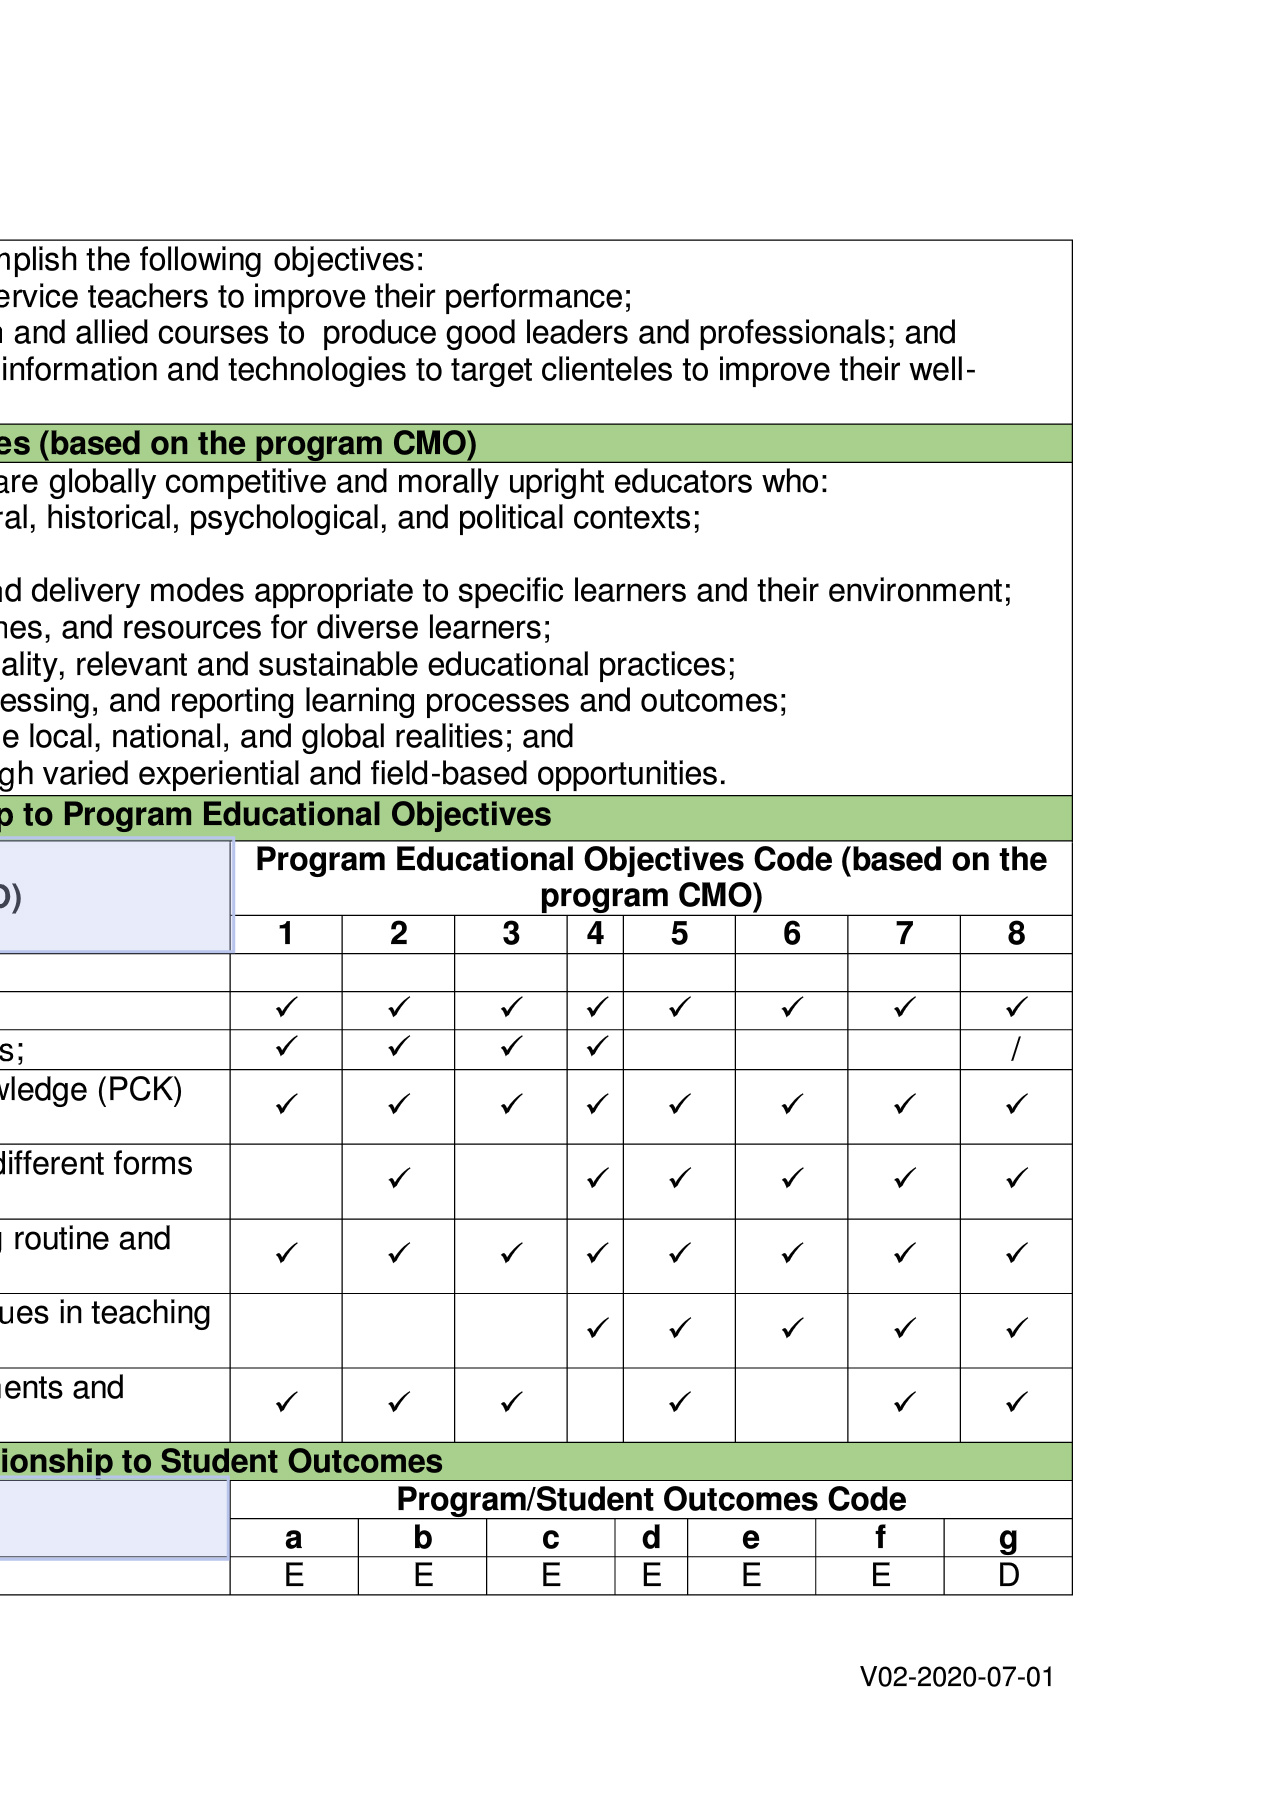 mplish the following objectives:
ervice teachers to improve their performance;
n and allied courses to  produce good leaders and professionals; and
information and technologies to target clienteles to improve their well-
es (based on the program CMO)
are globally competitive and morally upright educators who:
ral, historical, psychological, and political contexts;
nd delivery modes appropriate to specific learners and their environment;
nes, and resources for diverse learners;
ality, relevant and sustainable educational practices;
essing, and reporting learning processes and outcomes;
e local, national, and global realities; and
gh varied experiential and field-based opportunities.
p to Program Educational Objectives
Program Educational Objectives Code (based on the
program CMO)
O)
1 2 3 4 5 6 7 8
✓ ✓ ✓ ✓ ✓ ✓ ✓ ✓
s; ✓ ✓ ✓ ✓ /
wledge (PCK)
✓ ✓ ✓ ✓ ✓ ✓ ✓ ✓
different forms
✓ ✓ ✓ ✓ ✓ ✓
g routine and
✓ ✓ ✓ ✓ ✓ ✓ ✓ ✓
ues in teaching
✓ ✓ ✓ ✓ ✓
nents and
✓ ✓ ✓ ✓ ✓ ✓
tionship to Student Outcomes
Program/Student Outcomes Code
a b c d e f g
E E E E E E D
V02-2020-07-01